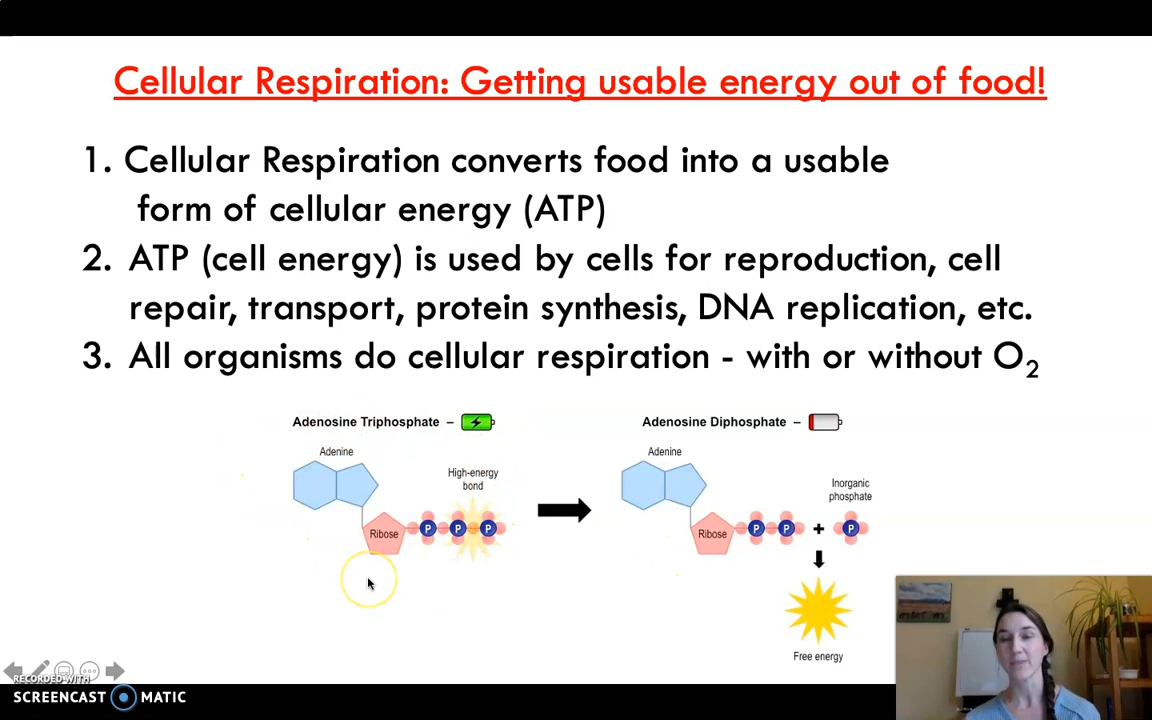 Cellular Respiration: Getting usable energy out of food!
1. Cellular Respiration converts food into a usable
form of cellular energy (ATP)
2. ATP (cell energy) is used by cells for reproduction, cell
repair, transport, protein synthesis, DNA replication, etc.
3. All organisms do cellular respiration - with or without O₂
Adenosine Triphosphate –
Adenine
High-energy
bond
Ribose
P P P
Adenosine Diphosphate –
Adenine
Inorganic
phosphate
Ribose
P P + P
Free energy
RECORDED WITH
SCREENCAST MATIC